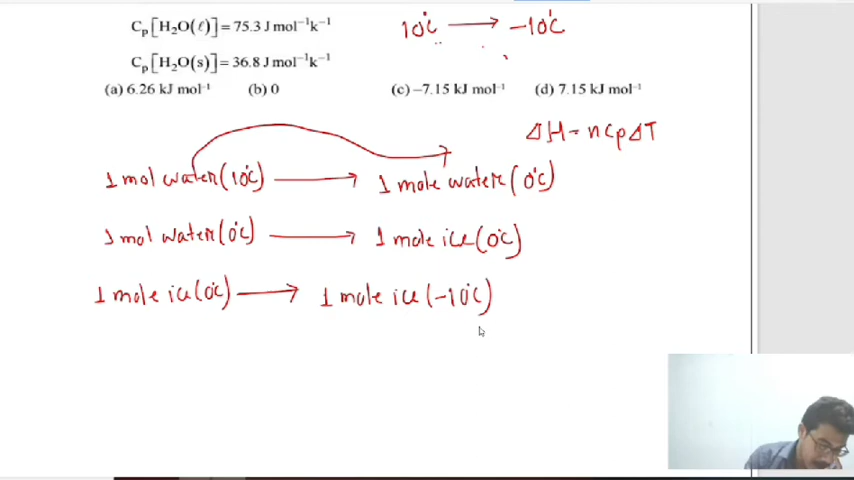 Cp[H₂O(ℓ)] = 75.3 J mol⁻¹k⁻¹ 10°C ⟶ −10°C
Cp[H₂O(s)] = 36.8 J mol⁻¹k⁻¹
(a) 6.26 kJ mol⁻¹ (b) 0 (c) −7.15 kJ mol⁻¹ (d) 7.15 kJ mol⁻¹
ΔH = nCpΔT
1 mol water (10°C) ⟶ 1 mole water (0°C)
1 mol water (0°C) ⟶ 1 mole ice (0°C)
1 mole ice (0°C) ⟶ 1 mole ice (−10°C)